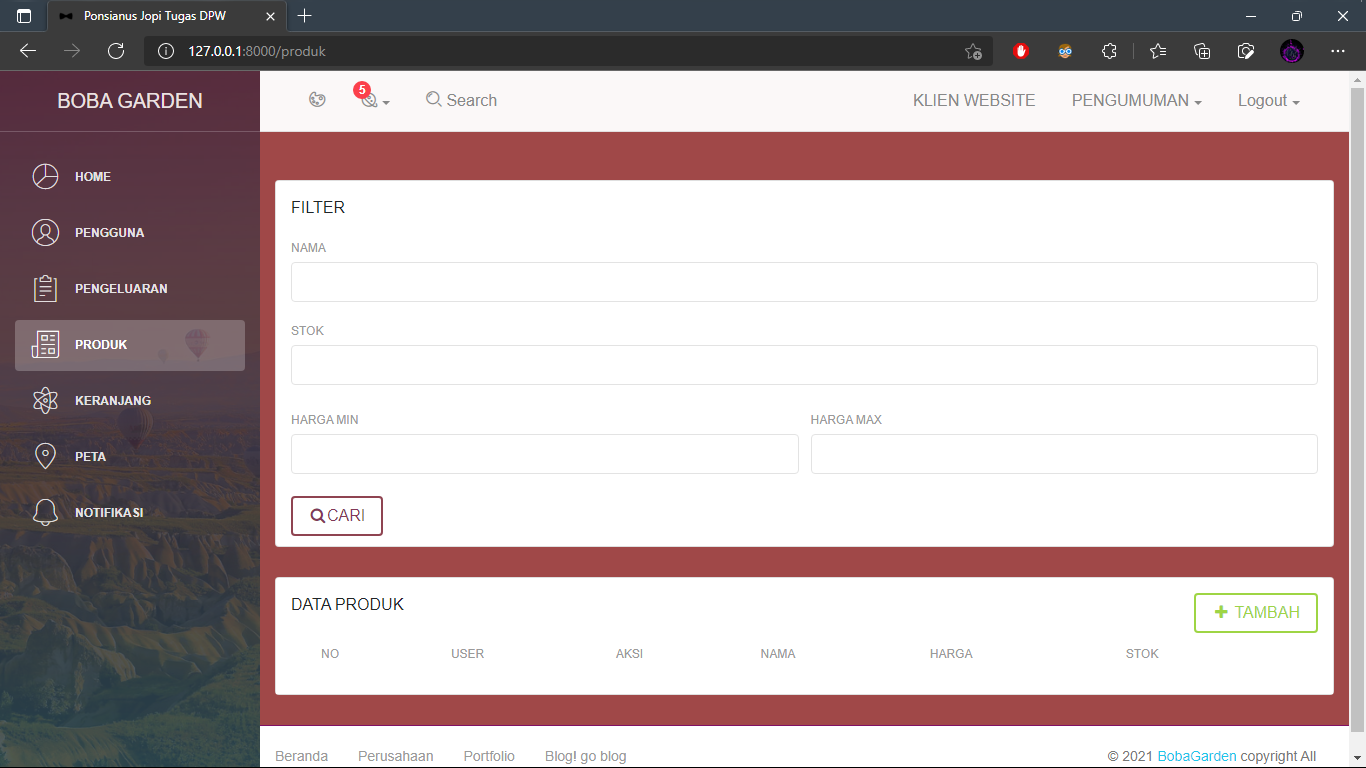 Ponsianus Jopi Tugas DPW
127.0.0.1:8000/produk
BOBA GARDEN
5
Search
KLIEN WEBSITE
PENGUMUMAN
Logout
HOME
PENGGUNA
PENGELUARAN
PRODUK
KERANJANG
PETA
NOTIFIKASI
FILTER
NAMA
STOK
HARGA MIN
HARGA MAX
CARI
DATA PRODUK
TAMBAH
NO USER AKSI NAMA HARGA STOK
Beranda Perusahaan Portfolio Blog! go blog
© 2021 BobaGarden copyright All